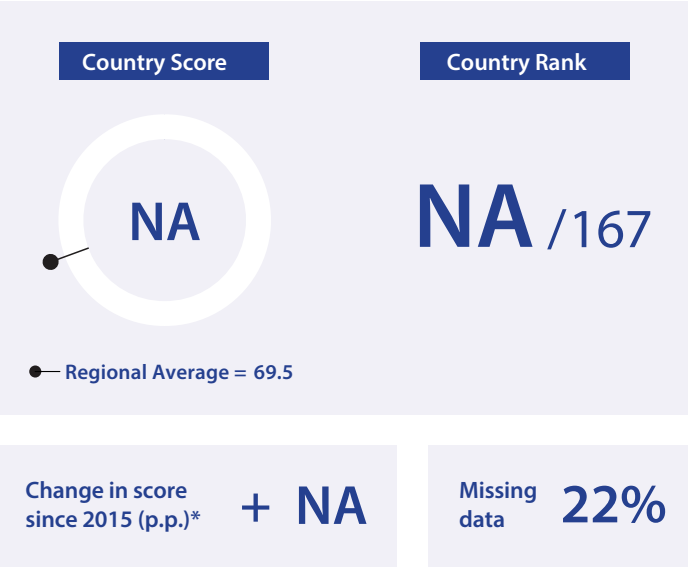 Country Score
Country Rank
NA
NA /167
Regional Average = 69.5
Change in score
since 2015 (p.p.)*
+ NA
Missing
data
22%